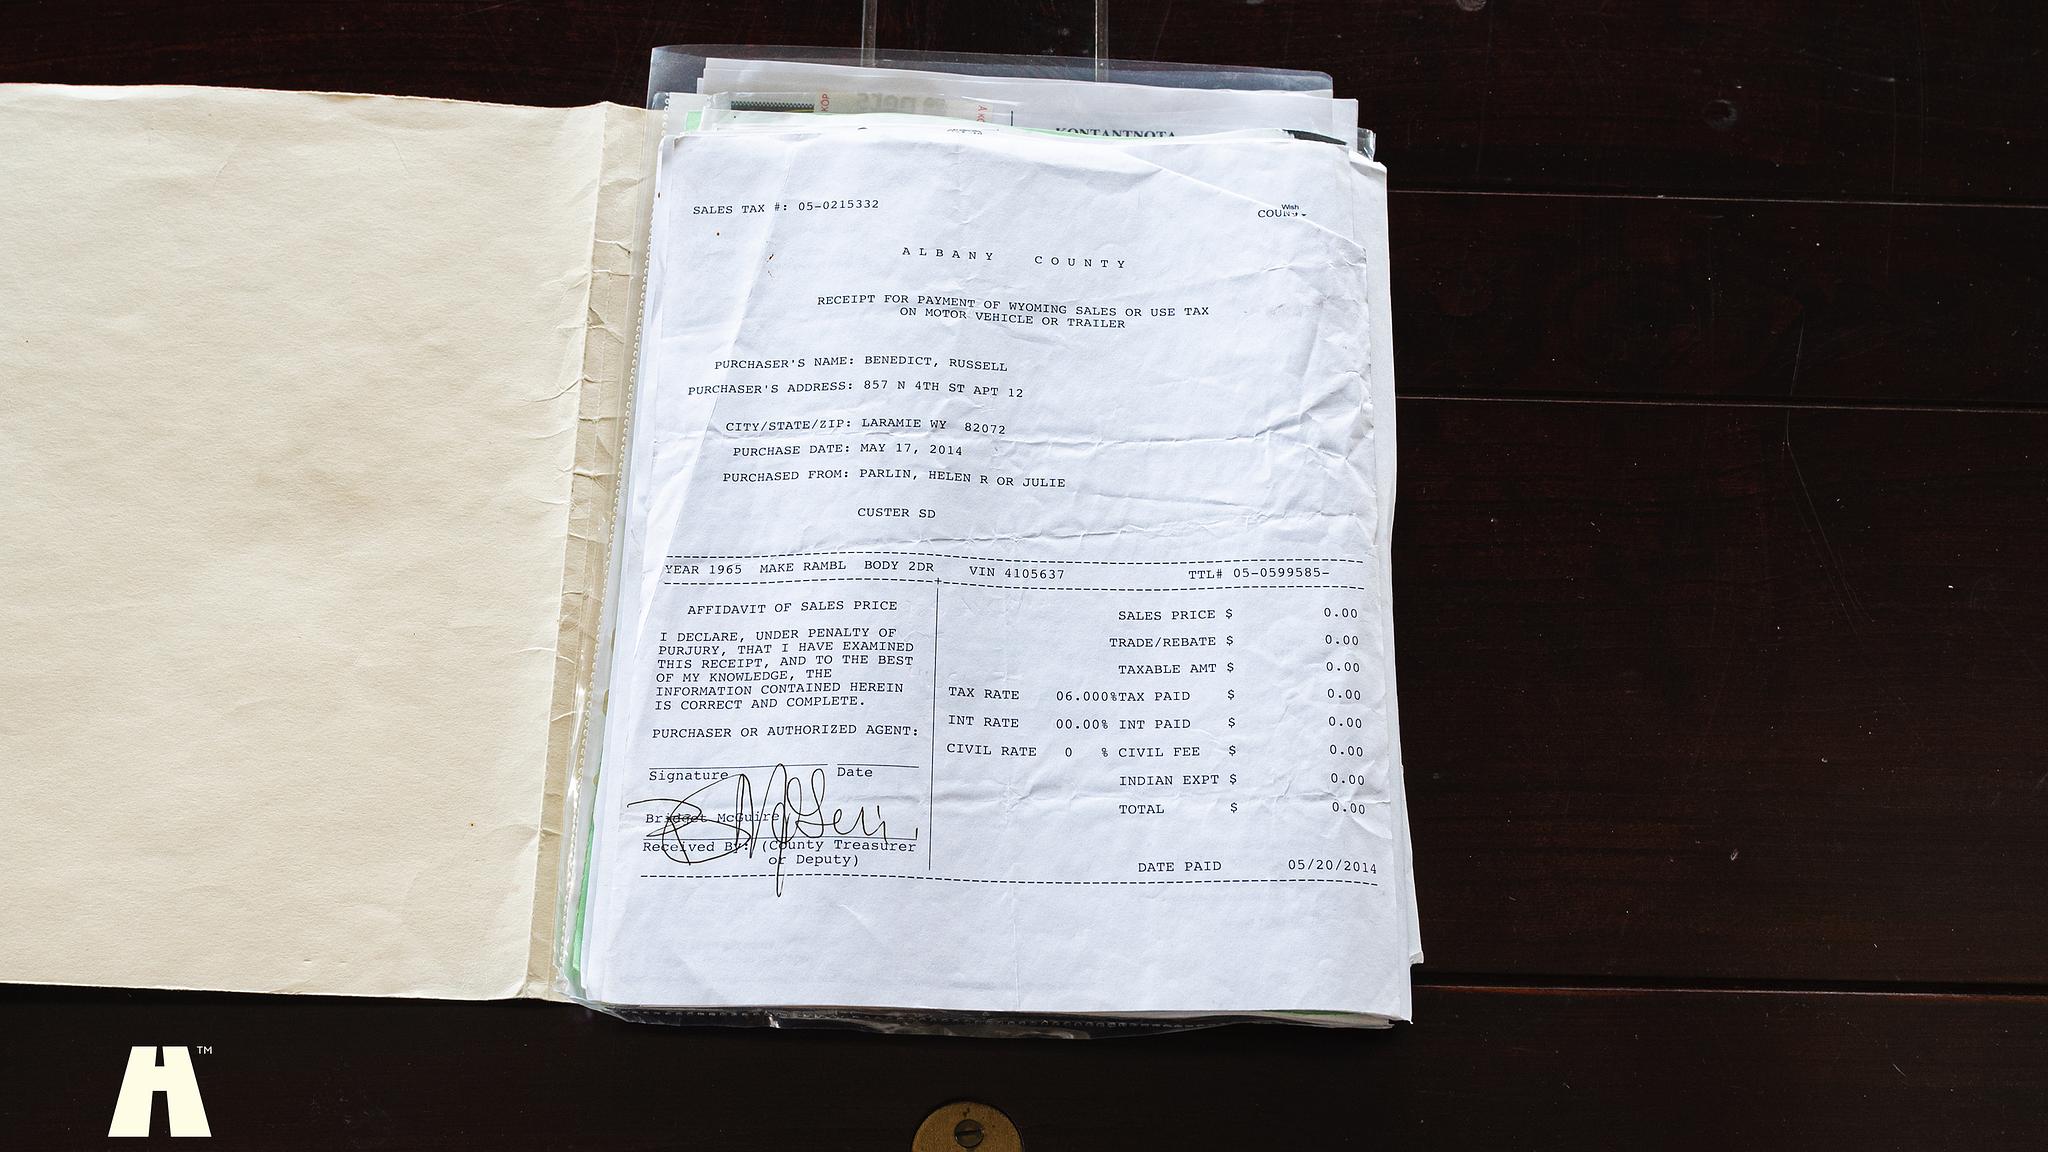 KÖP
KONTANTNOTA
SALES TAX #: 05-0215332
Wish
ALBANY COUNTY
RECEIPT FOR PAYMENT OF WYOMING SALES OR USE TAX
ON MOTOR VEHICLE OR TRAILER
PURCHASER'S NAME: BENEDICT, RUSSELL
PURCHASER'S ADDRESS: 857 N 4TH ST APT 12
CITY/STATE/ZIP: LARAMIE WY 82072
PURCHASE DATE: MAY 17, 2014
PURCHASED FROM: PARLIN, HELEN R OR JULIE
CUSTER SD
YEAR 1965 MAKE RAMBL BODY 2DR VIN 4105637 TTL# 05-0599585-
AFFIDAVIT OF SALES PRICE
I DECLARE, UNDER PENALTY OF
PURJURY, THAT I HAVE EXAMINED
THIS RECEIPT, AND TO THE BEST
OF MY KNOWLEDGE, THE
INFORMATION CONTAINED HEREIN
IS CORRECT AND COMPLETE.
PURCHASER OR AUTHORIZED AGENT:
Signature Date
Bridget McGuire
Received By: (County Treasurer
or Deputy)
SALES PRICE $ 0.00
TRADE/REBATE $ 0.00
TAXABLE AMT $ 0.00
TAX RATE 06.000% TAX PAID $ 0.00
INT RATE 00.00% INT PAID $ 0.00
CIVIL RATE 0 % CIVIL FEE $ 0.00
INDIAN EXPT $ 0.00
TOTAL $ 0.00
DATE PAID 05/20/2014
H™